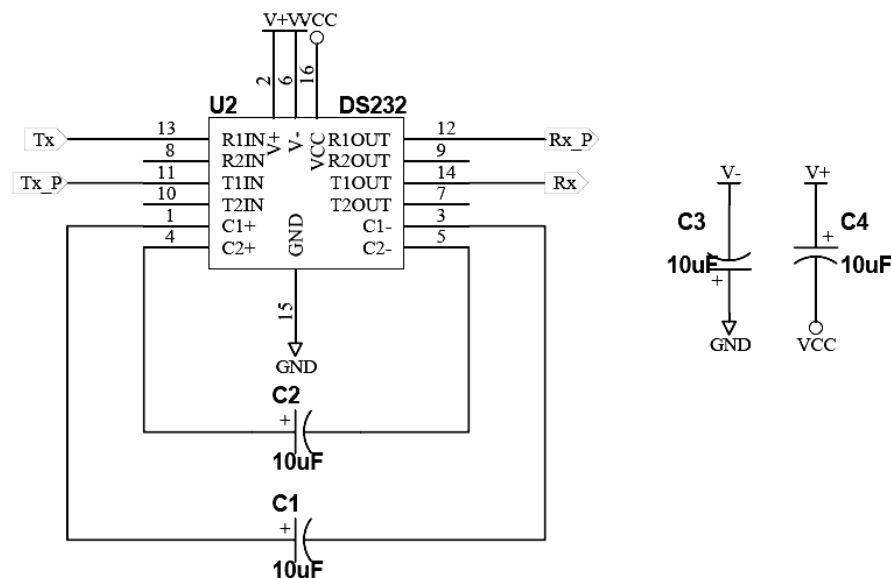 V+ V- VCC
2 6 16
U2 DS232
Tx 13 R1IN V+ V- VCC R1OUT 12 Rx_P
8 R2IN R2OUT 9
Tx_P 11 T1IN T1OUT 14 Rx
10 T2IN T2OUT 7
1 C1+ GND C1- 3
4 C2+ C2- 5
15
GND
C2
+
10uF
C1
+
10uF
V- V+
C3 + C4
10uF 10uF
+
GND VCC